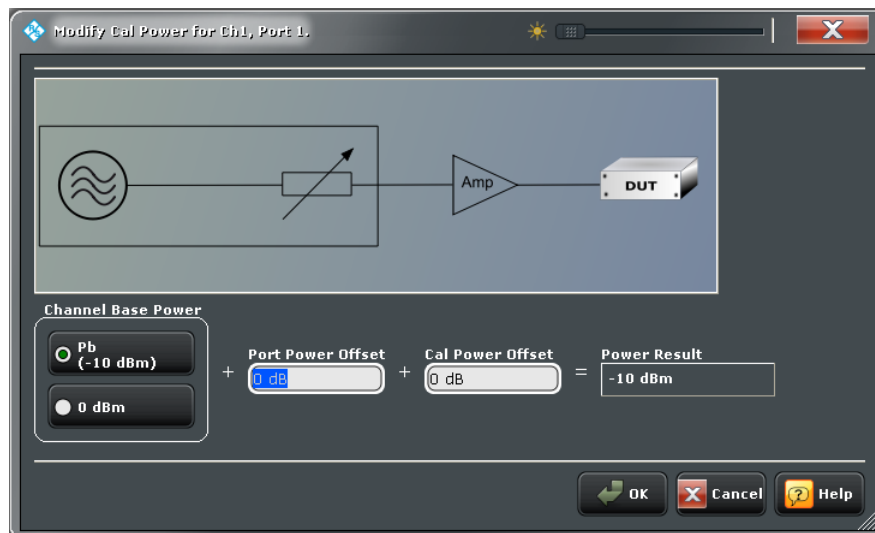 Modify Cal Power for Ch1, Port 1.
Amp
DUT
Channel Base Power
Pb
(-10 dBm)
0 dBm
+
Port Power Offset
0 dB
+
Cal Power Offset
0 dB
=
Power Result
-10 dBm
OK
Cancel
Help